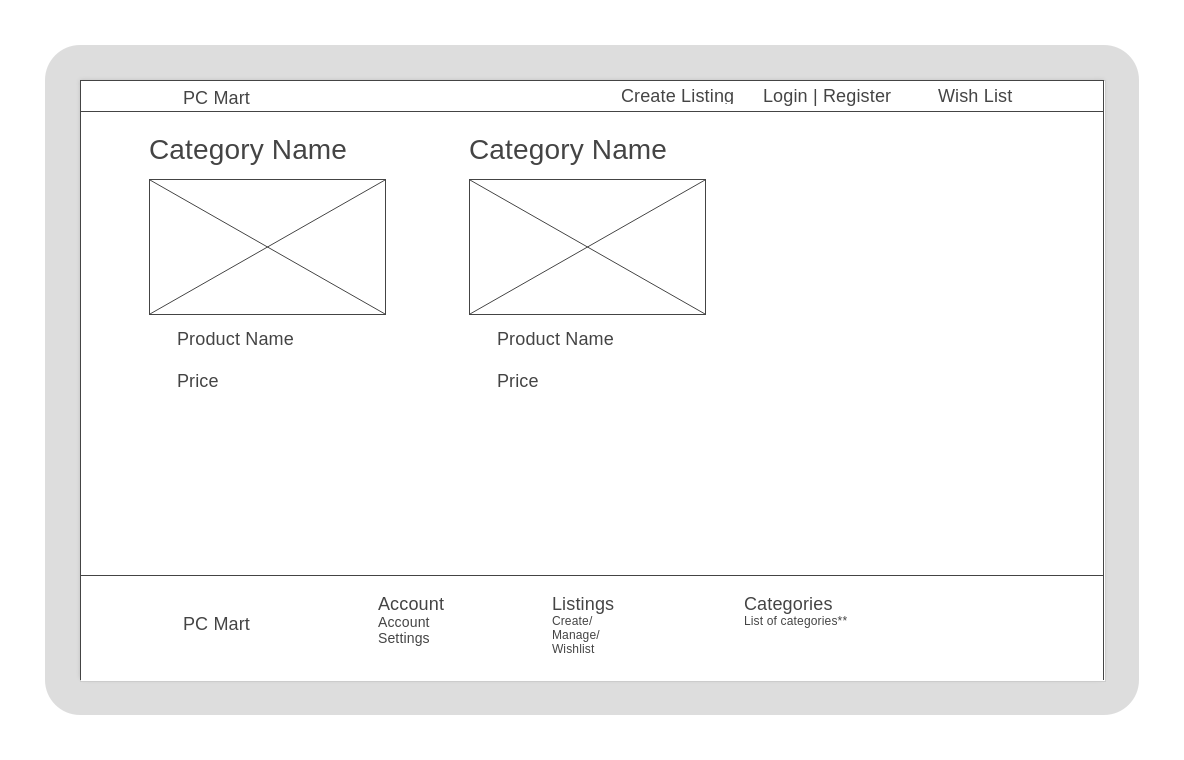 PC Mart
Create Listing
Login | Register
Wish List
Category Name
Category Name
Product Name
Product Name
Price
Price
PC Mart
Account
Account
Settings
Listings
Create/
Manage/
Wishlist
Categories
List of categories**